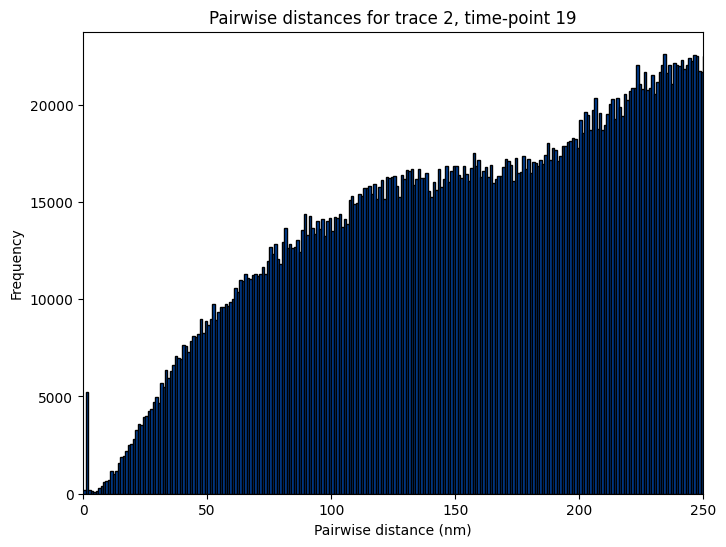 Pairwise distances for trace 2, time-point 19
Frequency
20000
15000
10000
5000
0
0 50 100 150 200 250
Pairwise distance (nm)